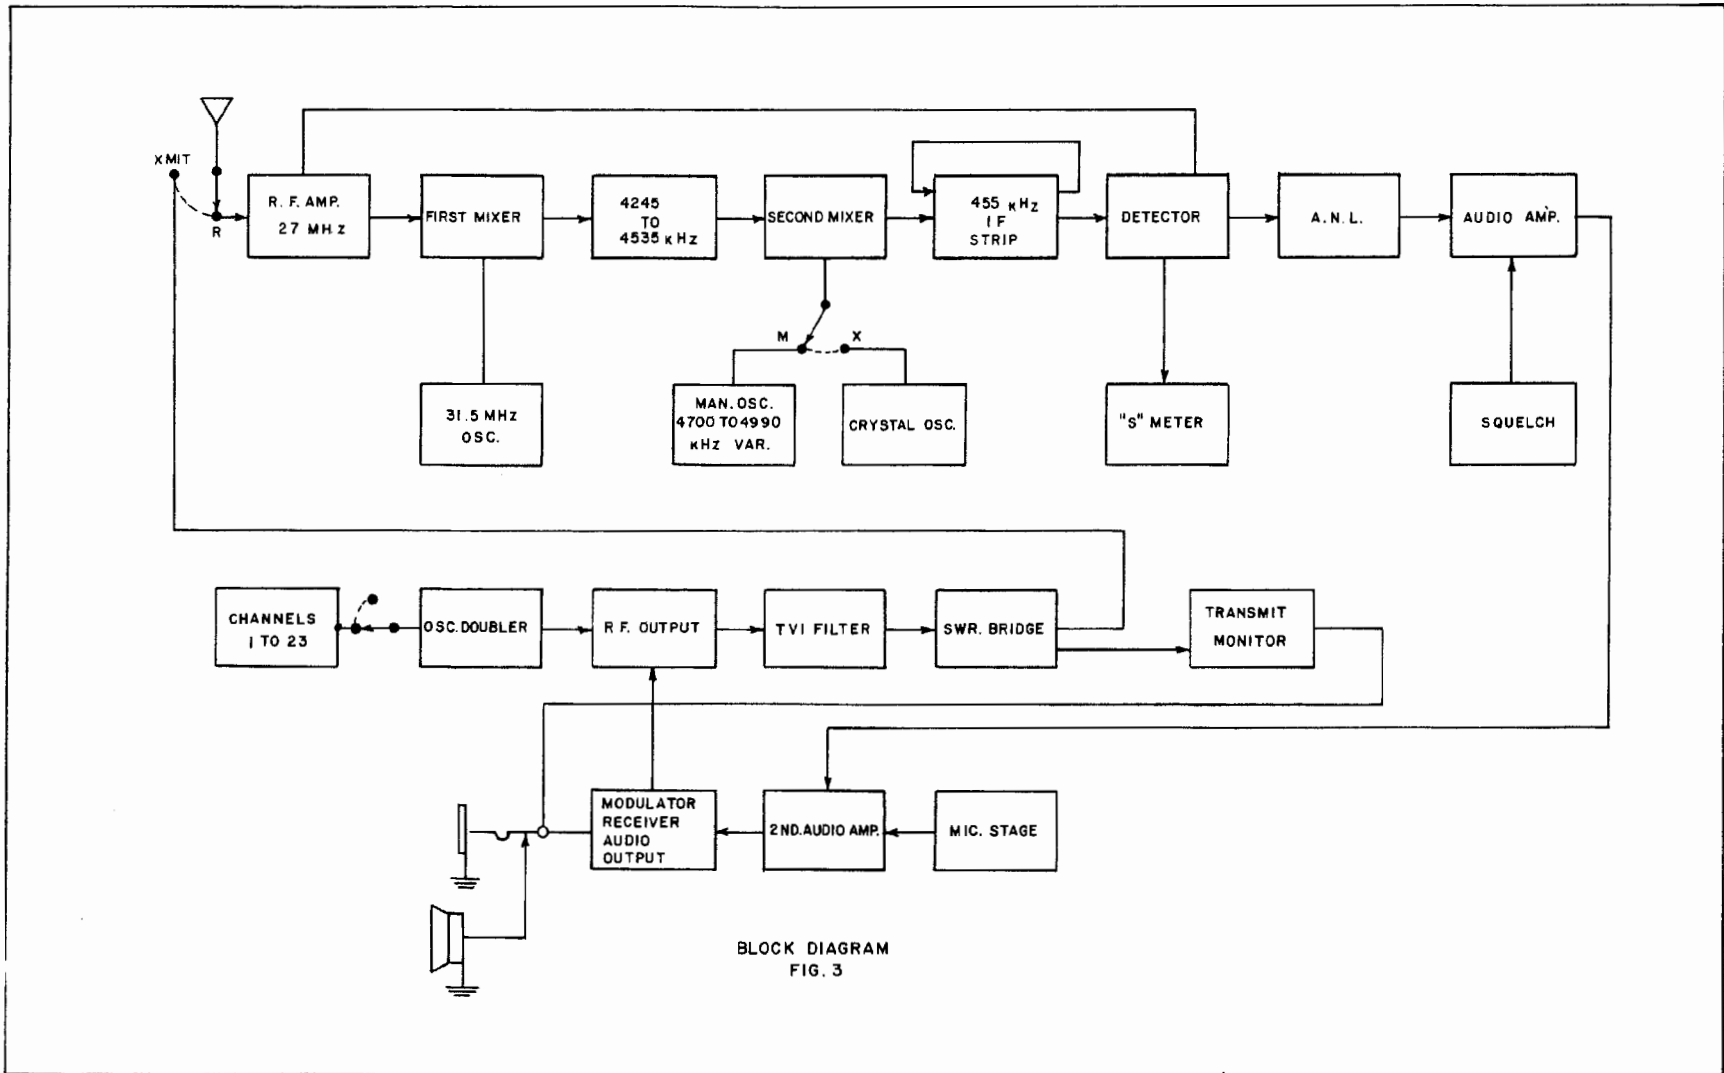 XMIT
R
R. F. AMP.
27 MHz
FIRST MIXER
4245
TO
4535 KHz
SECOND MIXER
455 KHz
IF
STRIP
DETECTOR
A.N.L.
AUDIO AMP.
M
X
31.5 MHz
OSC.
MAN. OSC.
4700 TO 4990
KHz VAR.
CRYSTAL OSC.
"S" METER
SQUELCH
CHANNELS
1 TO 23
OSC. DOUBLER
R F. OUTPUT
TVI FILTER
SWR. BRIDGE
TRANSMIT
MONITOR
MODULATOR
RECEIVER
AUDIO
OUTPUT
2ND. AUDIO AMP.
MIC. STAGE
BLOCK DIAGRAM
FIG. 3